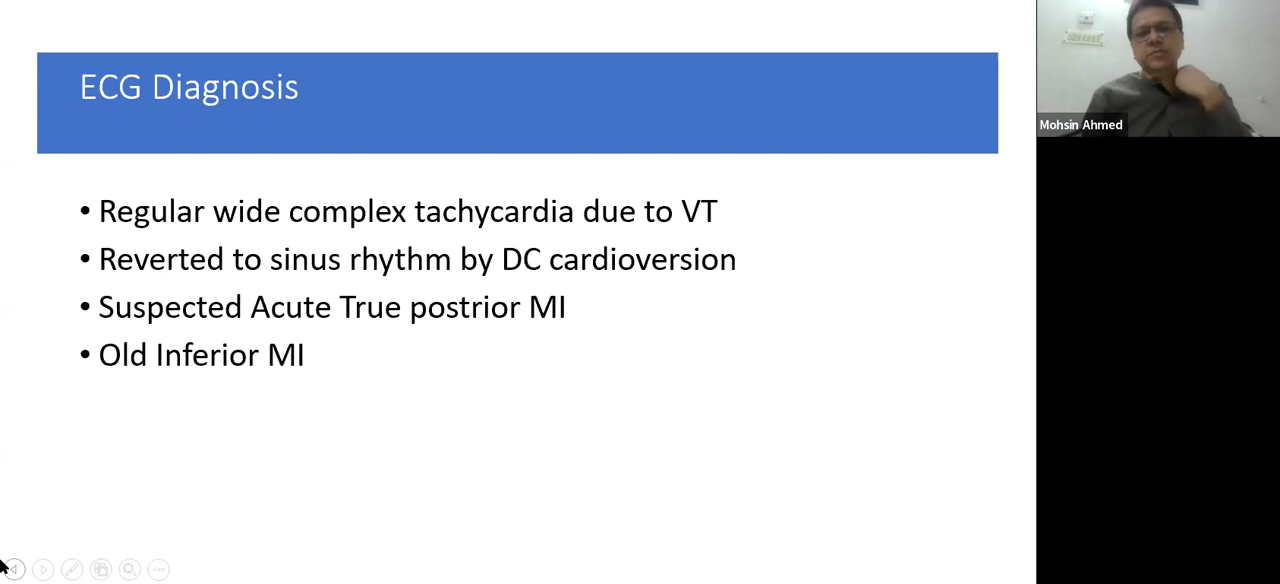 ECG Diagnosis
• Regular wide complex tachycardia due to VT
• Reverted to sinus rhythm by DC cardioversion
• Suspected Acute True postrior MI
• Old Inferior MI
Mohsin Ahmed